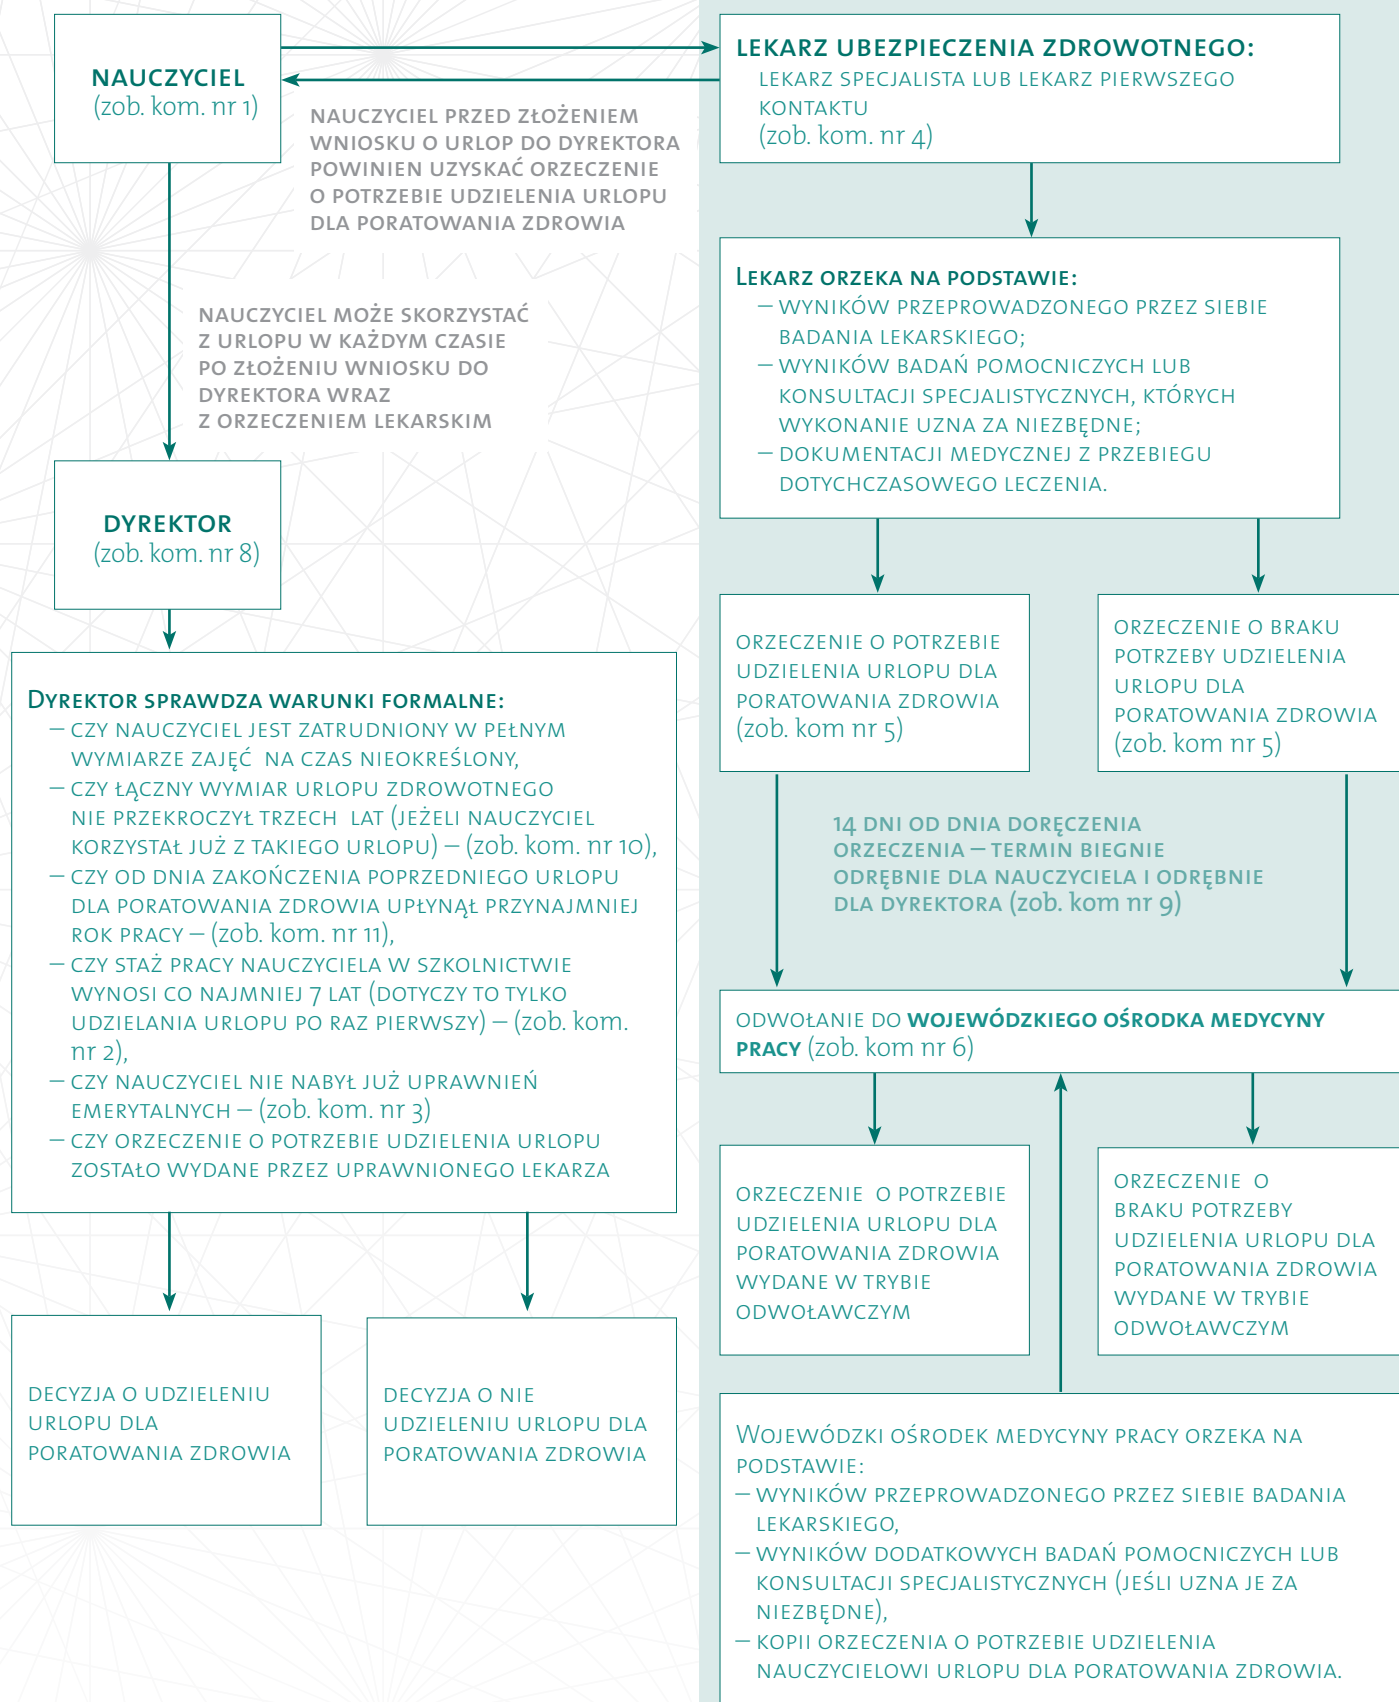 NAUCZYCIEL
(zob. kom. nr 1)
NAUCZYCIEL PRZED ZŁOŻENIEM
WNIOSKU O URLOP DO DYREKTORA
POWINIEN UZYSKAĆ ORZECZENIE
O POTRZEBIE UDZIELENIA URLOPU
DLA PORATOWANIA ZDROWIA
NAUCZYCIEL MOŻE SKORZYSTAĆ
Z URLOPU W KAŻDYM CZASIE
PO ZŁOŻENIU WNIOSKU DO
DYREKTORA WRAZ
Z ORZECZENIEM LEKARSKIM
DYREKTOR
(zob. kom. nr 8)
DYREKTOR SPRAWDZA WARUNKI FORMALNE:
– CZY NAUCZYCIEL JEST ZATRUDNIONY W PEŁNYM
WYMIARZE ZAJĘĆ NA CZAS NIEOKREŚLONY,
– CZY ŁĄCZNY WYMIAR URLOPU ZDROWOTNEGO
NIE PRZEKROCZYŁ TRZECH LAT (JEŻELI NAUCZYCIEL
KORZYSTAŁ JUŻ Z TAKIEGO URLOPU) – (zob. kom. nr 10),
– CZY OD DNIA ZAKOŃCZENIA POPRZEDNIEGO URLOPU
DLA PORATOWANIA ZDROWIA UPŁYNĄŁ PRZYNAJMNIEJ
ROK PRACY – (zob. kom. nr 11),
– CZY STAŻ PRACY NAUCZYCIELA W SZKOLNICTWIE
WYNOSI CO NAJMNIEJ 7 LAT (DOTYCZY TO TYLKO
UDZIELANIA URLOPU PO RAZ PIERWSZY) – (zob. kom.
nr 2),
– CZY NAUCZYCIEL NIE NABYŁ JUŻ UPRAWNIEŃ
EMERYTALNYCH – (zob. kom. nr 3)
– CZY ORZECZENIE O POTRZEBIE UDZIELENIA URLOPU
ZOSTAŁO WYDANE PRZEZ UPRAWNIONEGO LEKARZA
DECYZJA O UDZIELENIU
URLOPU DLA
PORATOWANIA ZDROWIA
DECYZJA O NIE
UDZIELENIU URLOPU DLA
PORATOWANIA ZDROWIA
LEKARZ UBEZPIECZENIA ZDROWOTNEGO:
LEKARZ SPECJALISTA LUB LEKARZ PIERWSZEGO
KONTAKTU
(zob. kom. nr 4)
LEKARZ ORZEKA NA PODSTAWIE:
– WYNIKÓW PRZEPROWADZONEGO PRZEZ SIEBIE
BADANIA LEKARSKIEGO;
– WYNIKÓW BADAŃ POMOCNICZYCH LUB
KONSULTACJI SPECJALISTYCZNYCH, KTÓRYCH
WYKONANIE UZNA ZA NIEZBĘDNE;
– DOKUMENTACJI MEDYCZNEJ Z PRZEBIEGU
DOTYCHCZASOWEGO LECZENIA.
ORZECZENIE O POTRZEBIE
UDZIELENIA URLOPU DLA
PORATOWANIA ZDROWIA
(zob. kom nr 5)
ORZECZENIE O BRAKU
POTRZEBY UDZIELENIA
URLOPU DLA
PORATOWANIA ZDROWIA
(zob. kom nr 5)
14 DNI OD DNIA DORĘCZENIA
ORZECZENIA – TERMIN BIEGNIE
ODRĘBNIE DLA NAUCZYCIELA I ODRĘBNIE
DLA DYREKTORA (zob. kom nr 9)
ODWOŁANIE DO WOJEWÓDZKIEGO OŚRODKA MEDYCYNY
PRACY (zob. kom nr 6)
ORZECZENIE O POTRZEBIE
UDZIELENIA URLOPU DLA
PORATOWANIA ZDROWIA
WYDANE W TRYBIE
ODWOŁAWCZYM
ORZECZENIE O
BRAKU POTRZEBY
UDZIELENIA URLOPU DLA
PORATOWANIA ZDROWIA
WYDANE W TRYBIE
ODWOŁAWCZYM
WOJEWÓDZKI OŚRODEK MEDYCYNY PRACY ORZEKA NA
PODSTAWIE:
– WYNIKÓW PRZEPROWADZONEGO PRZEZ SIEBIE BADANIA
LEKARSKIEGO,
– WYNIKÓW DODATKOWYCH BADAŃ POMOCNICZYCH LUB
KONSULTACJI SPECJALISTYCZNYCH (JEŚLI UZNA JE ZA
NIEZBĘDNE),
– KOPII ORZECZENIA O POTRZEBIE UDZIELENIA
NAUCZYCIELOWI URLOPU DLA PORATOWANIA ZDROWIA.